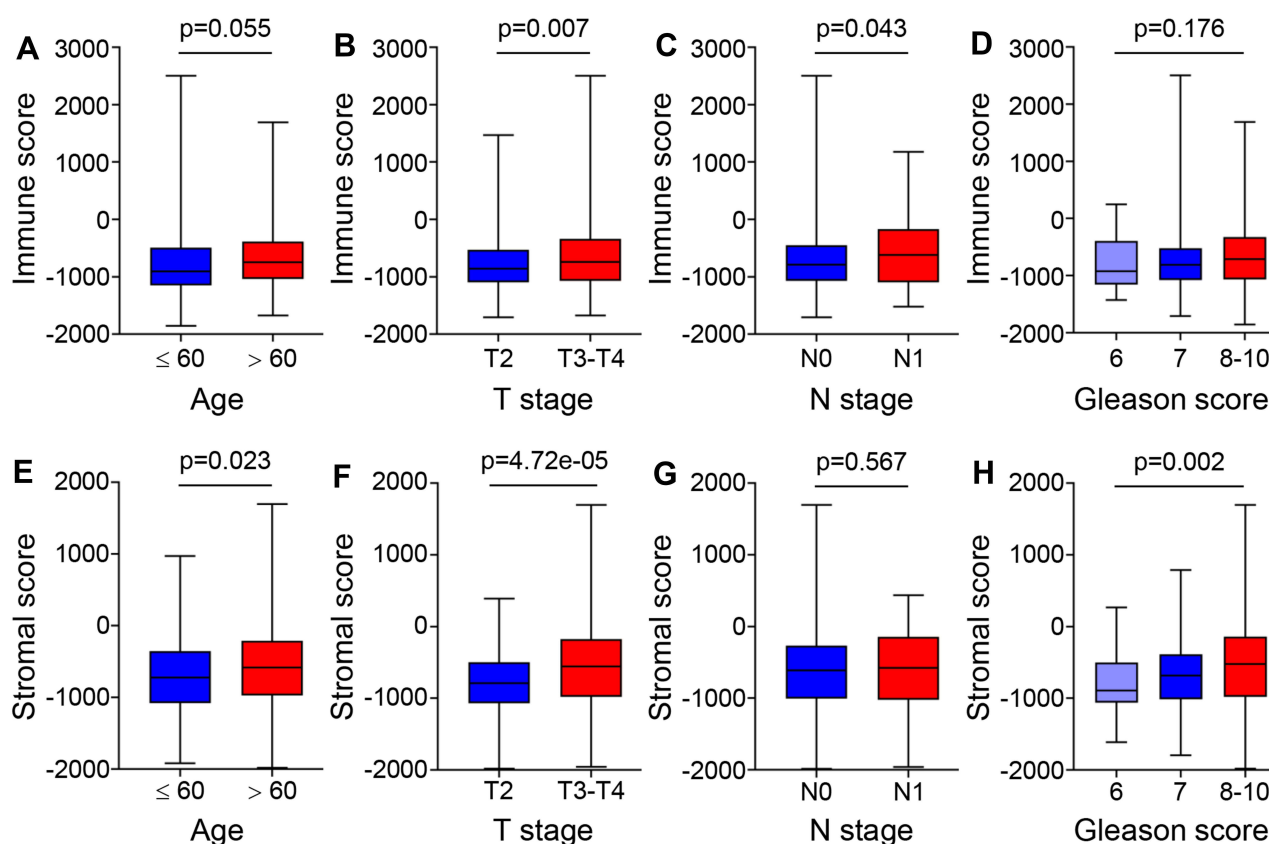 A
p=0.055
Immune score
3000
2000
1000
0
-1000
-2000
≤ 60 > 60
Age
B
p=0.007
Immune score
3000
2000
1000
0
-1000
-2000
T2 T3-T4
T stage
C
p=0.043
Immune score
3000
2000
1000
0
-1000
-2000
N0 N1
N stage
D
p=0.176
Immune score
3000
2000
1000
0
-1000
-2000
6 7 8-10
Gleason score
E
p=0.023
Stromal score
2000
1000
0
-1000
-2000
≤ 60 > 60
Age
F
p=4.72e-05
Stromal score
2000
1000
0
-1000
-2000
T2 T3-T4
T stage
G
p=0.567
Stromal score
2000
1000
0
-1000
-2000
N0 N1
N stage
H
p=0.002
Stromal score
2000
1000
0
-1000
-2000
6 7 8-10
Gleason score